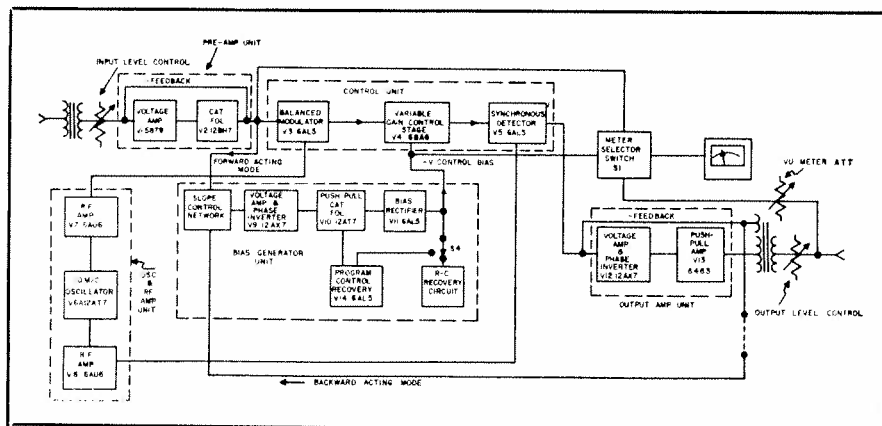 PRE-AMP UNIT
INPUT LEVEL CONTROL
-FEEDBACK
VOLTAGE
AMP
V1-5879
CAT
FOL
V2 12BH7
CONTROL UNIT
BALANCED
MODULATOR
V3 6AL5
VARIABLE
GAIN CONTROL
STAGE
V4 6BA6
SYNCHRONOUS
DETECTOR
V5 6AL5
METER
SELECTOR
SWITCH
S1
VU METER ATT
FORWARD ACTING
MODE
-V CONTROL BIAS
R.F.
AMP
V7 6AU6
OSCILLATOR
V6A 12AT7
R.F.
AMP
V8 6AU6
OSC
&
RF AMP
UNIT
SLOPE
CONTROL
NETWORK
VOLTAGE
AMP &
PHASE
INVERTER
V9 12AX7
PUSH PULL
CAT
FOL
V10 12AT7
BIAS
RECTIFIER
V11 6AL5
BIAS GENERATOR
UNIT
PROGRAM
CONTROL
RECOVERY
V14 6AL5
S4
R-C
RECOVERY
CIRCUIT
-FEEDBACK
VOLTAGE
AMP
&
PHASE
INVERTER
V12 12AX7
PUSH-
PULL AMP
V13
6463
OUTPUT AMP UNIT
OUTPUT LEVEL CONTROL
BACKWARD ACTING MODE